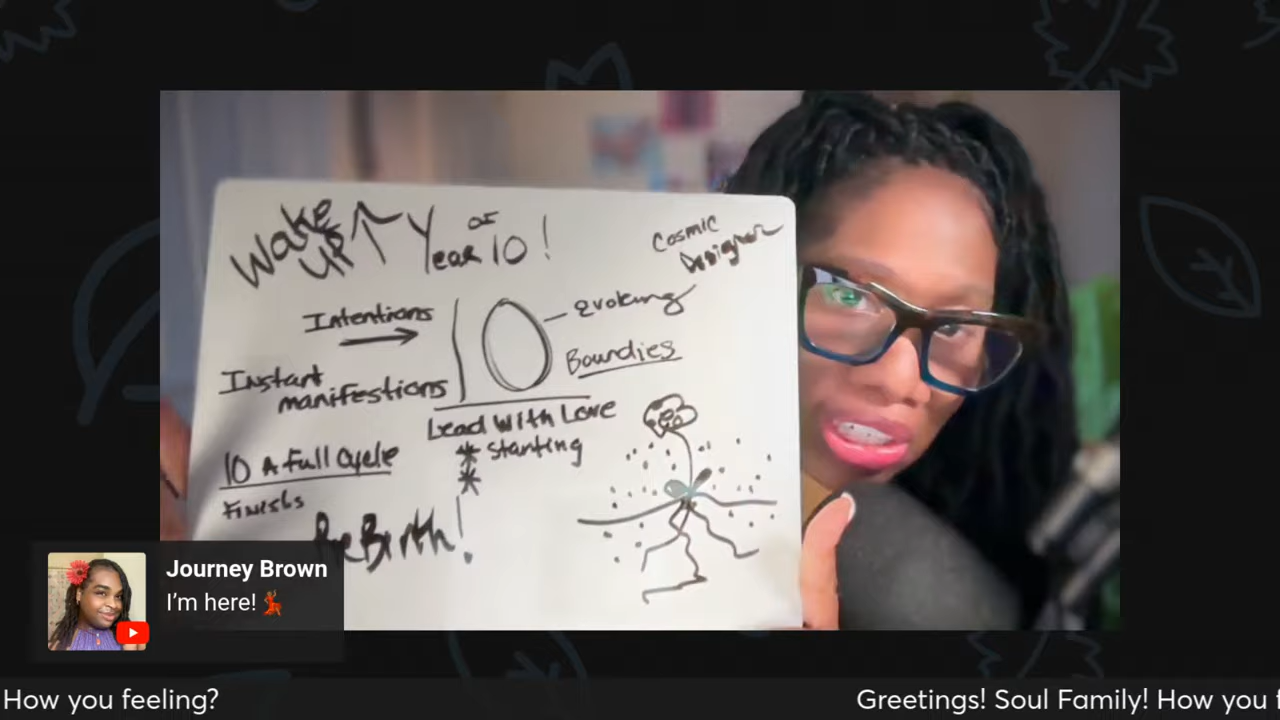 Wake Up Year of 10!
Cosmic Designer
Intentions
Evoking
Boundies
Instant manifestions
Lead With Love
* Starting
*
10 A Full Cycle
Finishs
ReBirth!
Journey Brown
I'm here!💃
How you feeling?
Greetings! Soul Family! How you f